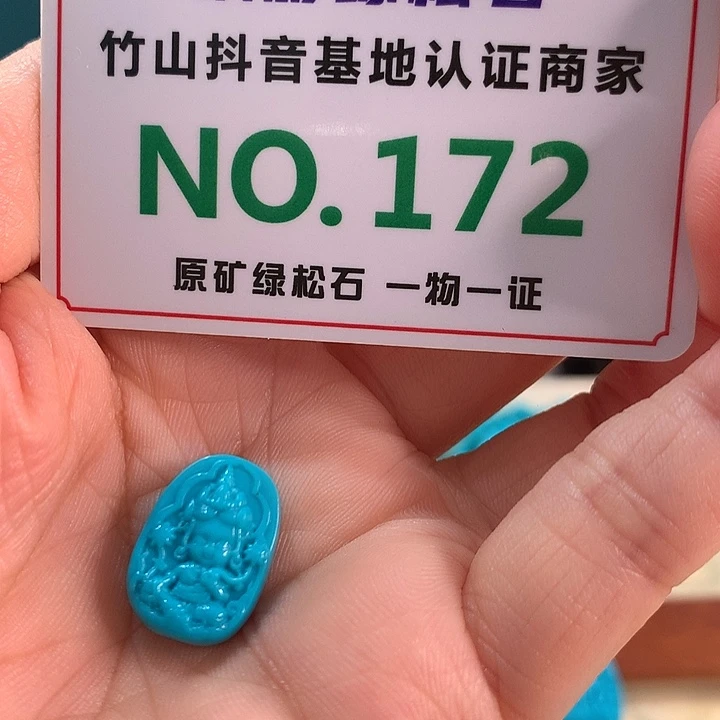 竹山抖音基地认证商家
NO.172
原矿绿松石 一物一证